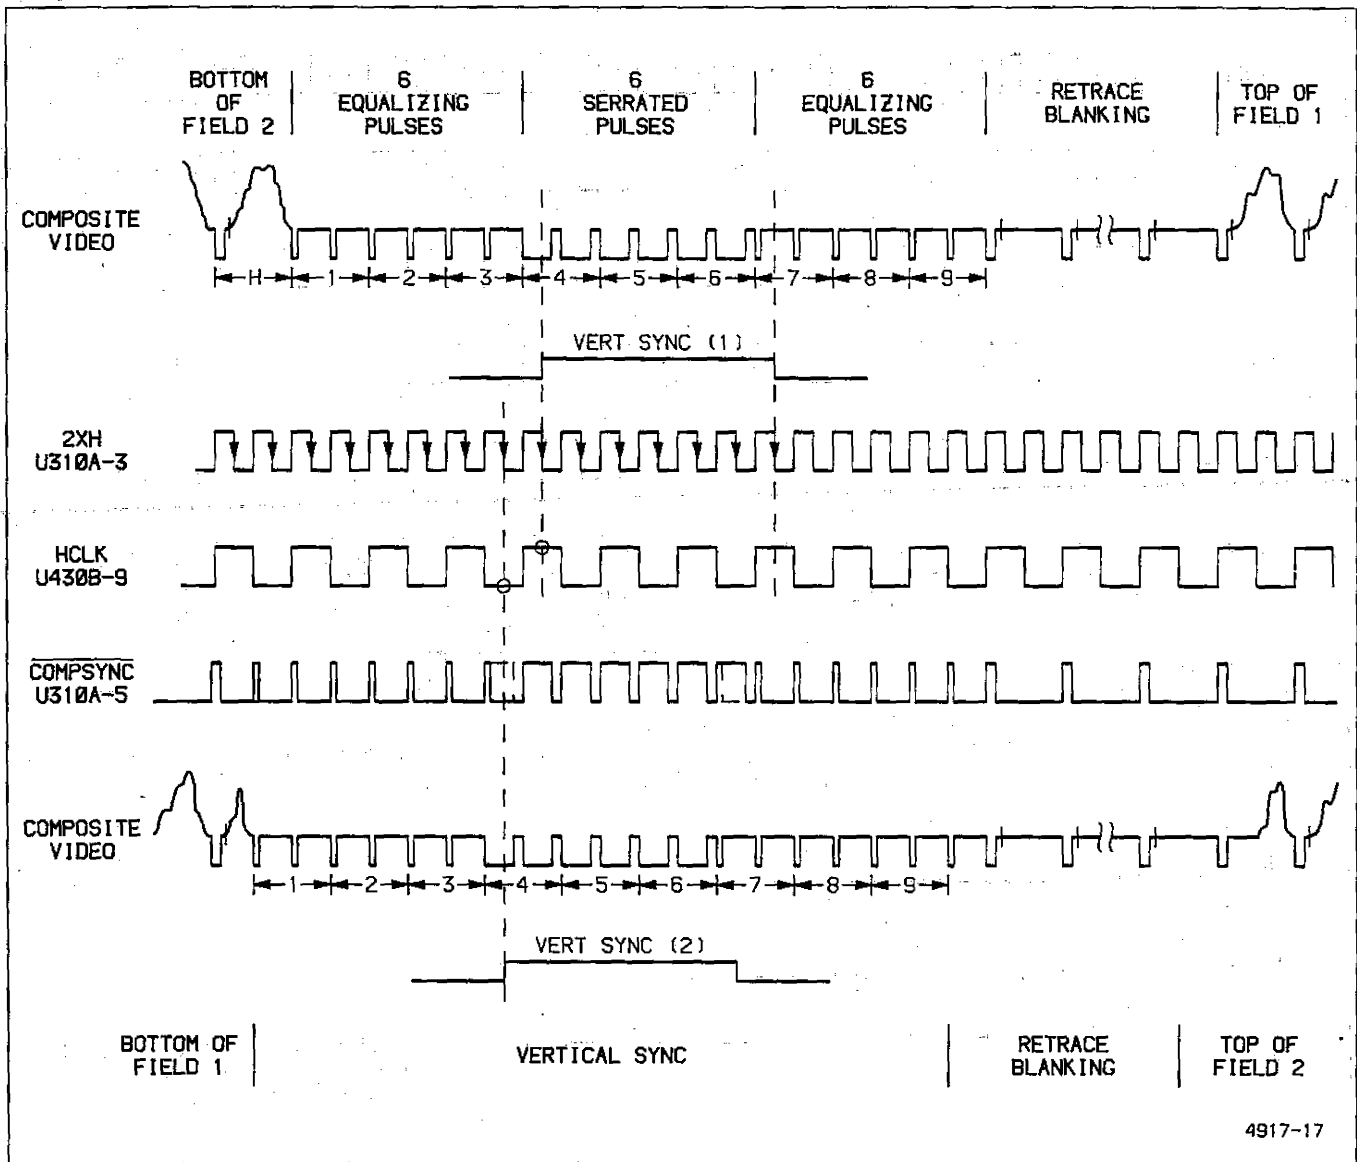 BOTTOM
OF
FIELD 2
6
EQUALIZING
PULSES
6
SERRATED
PULSES
6
EQUALIZING
PULSES
RETRACE
BLANKING
TOP OF
FIELD 1
COMPOSITE
VIDEO
H 1 2 3 4 5 6 7 8 9
VERT SYNC (1)
2XH
U310A-3
HCLK
U430B-9
COMPSYNC
U310A-5
COMPOSITE
VIDEO
1 2 3 4 5 6 7 8 9
VERT SYNC (2)
BOTTOM OF
FIELD 1
VERTICAL SYNC
RETRACE
BLANKING
TOP OF
FIELD 2
4917-17